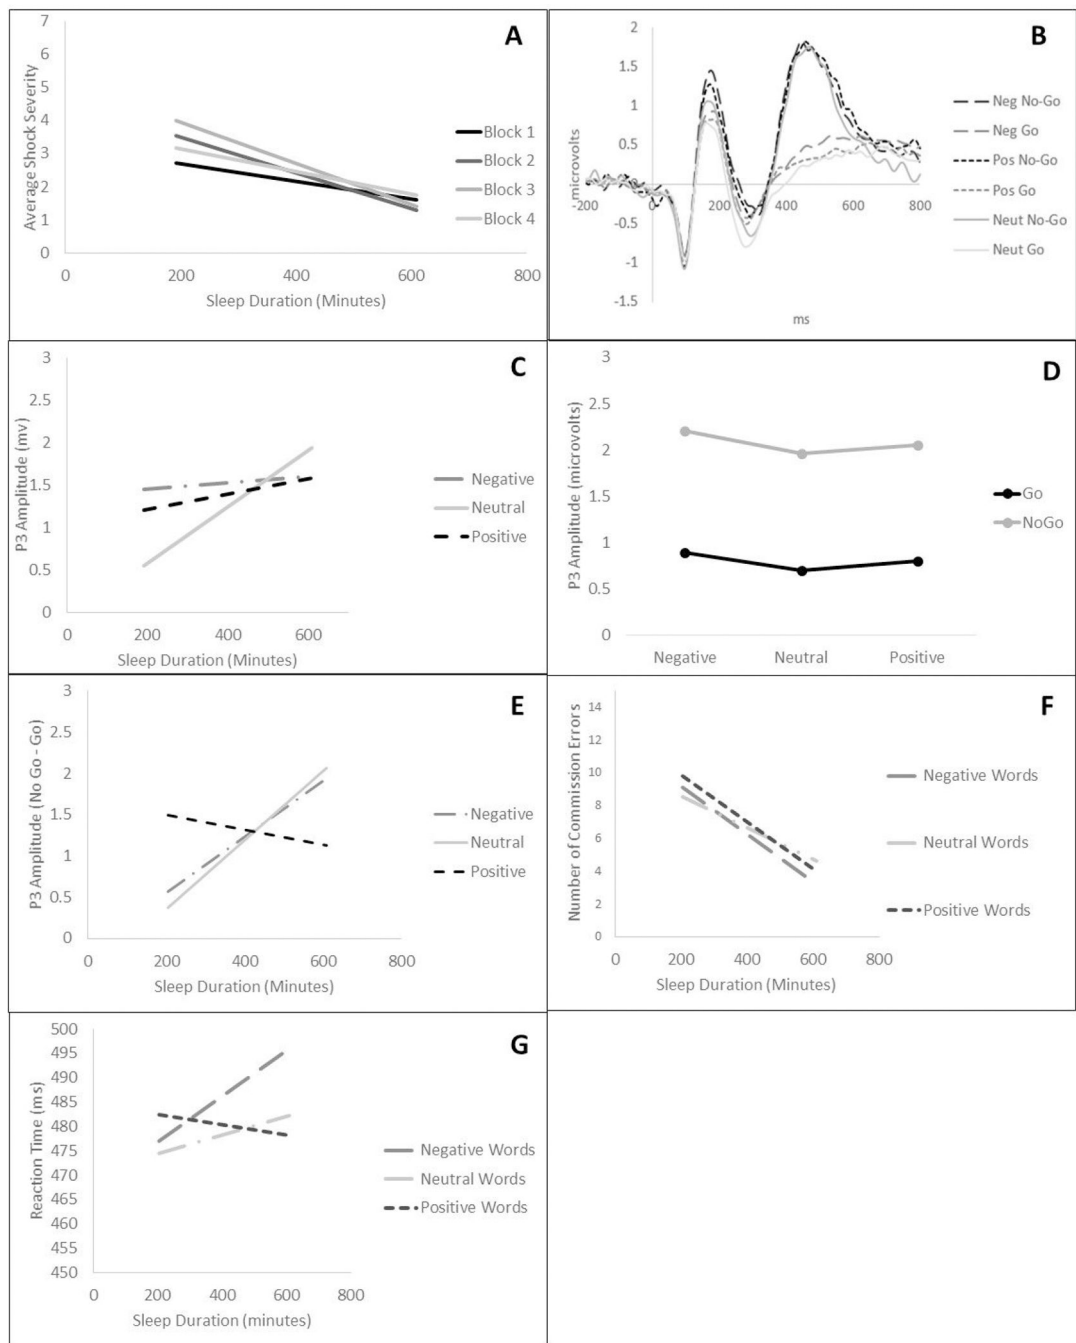 A
7
6
5
4
3
2
1
0
Average Shock Severity
0 200 400 600 800
Sleep Duration (Minutes)
Block 1
Block 2
Block 3
Block 4
B
2
1.5
1
0.5
-0.5
-1
-1.5
microvolts
-200 0 200 400 600 800
ms
Neg No-Go
Neg Go
Pos No-Go
Pos Go
Neut No-Go
Neut Go
C
3
2.5
2
1.5
1
0.5
0
P3 Amplitude (mv)
0 200 400 600
Sleep Duration (Minutes)
Negative
Neutral
Positive
D
3
2.5
2
1.5
1
0.5
0
P3 Amplitude (microvolts)
Negative Neutral Positive
Go
NoGo
E
3
2.5
2
1.5
1
0.5
0
P3 Amplitude (No Go - Go)
0 200 400 600 800
Sleep Duration (Minutes)
Negative
Neutral
Positive
F
14
12
10
8
6
4
2
0
Number of Commission Errors
0 200 400 600 800
Sleep Duration (Minutes)
Negative Words
Neutral Words
Positive Words
G
500
495
490
485
480
475
470
465
460
455
450
Reaction Time (ms)
0 200 400 600 800
Sleep Duration (minutes)
Negative Words
Neutral Words
Positive Words